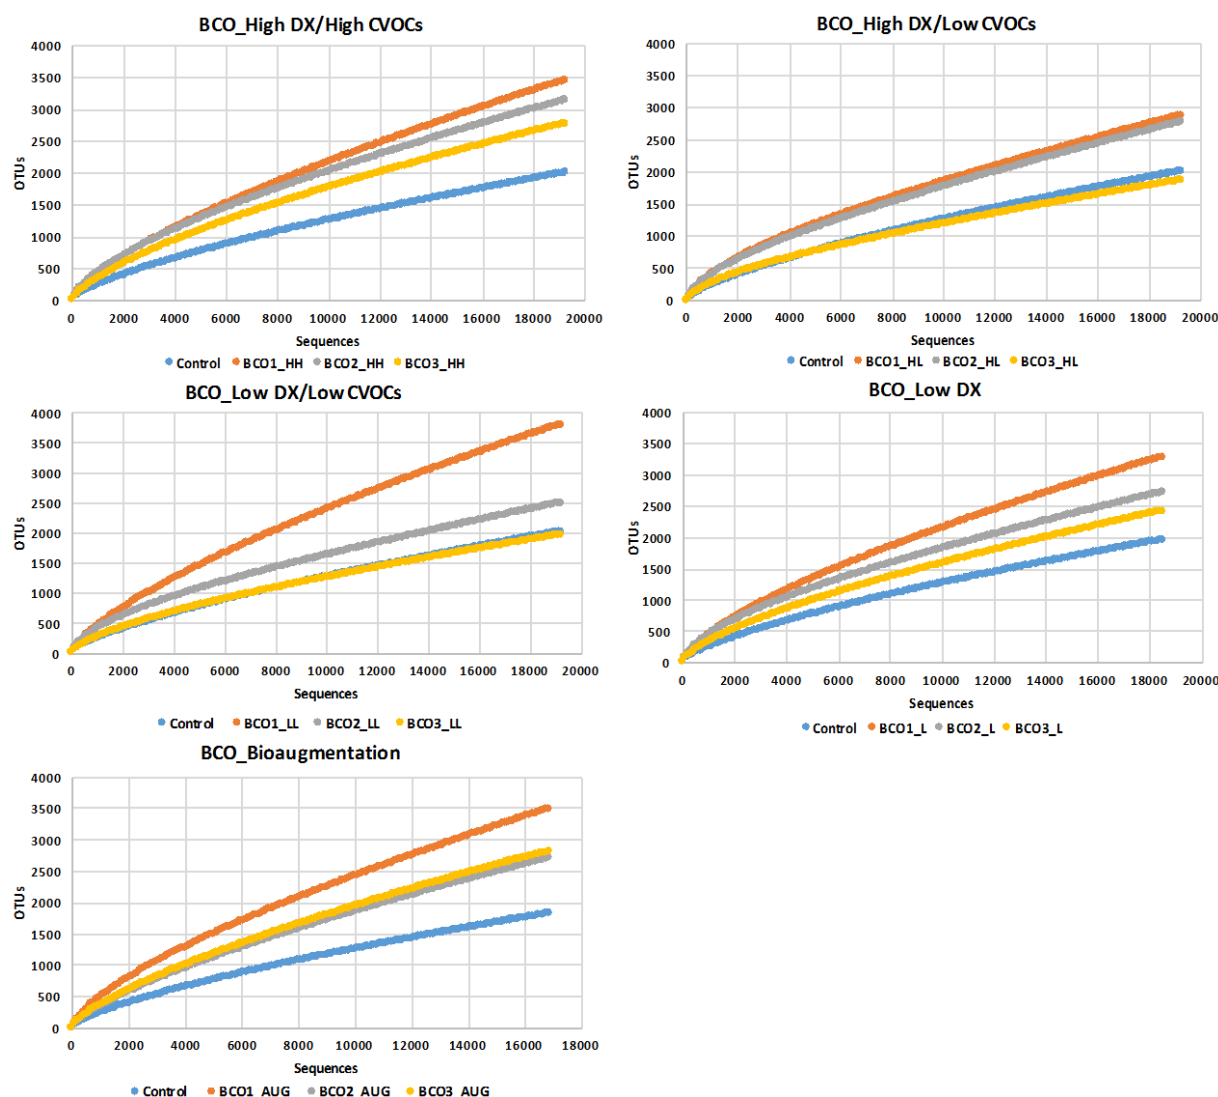 BCO_High DX/High CVOCs
4000
3500
3000
2500
2000
1500
1000
500
0
OTUs
0 2000 4000 6000 8000 10000 12000 14000 16000 18000 20000
Sequences
Control BCO1_HH BCO2_HH BCO3_HH
BCO_High DX/Low CVOCs
4000
3500
3000
2500
2000
1500
1000
500
0
OTUs
0 2000 4000 6000 8000 10000 12000 14000 16000 18000 20000
Sequences
Control BCO1_HL BCO2_HL BCO3_HL
BCO_Low DX/Low CVOCs
4000
3500
3000
2500
2000
1500
1000
500
0
OTUs
0 2000 4000 6000 8000 10000 12000 14000 16000 18000 20000
Sequences
Control BCO1_LL BCO2_LL BCO3_LL
BCO_Low DX
4000
3500
3000
2500
2000
1500
1000
500
0
OTUs
0 2000 4000 6000 8000 10000 12000 14000 16000 18000 20000
Sequences
Control BCO1_L BCO2_L BCO3_L
BCO_Bioaugmentation
4000
3500
3000
2500
2000
1500
1000
500
0
OTUs
0 2000 4000 6000 8000 10000 12000 14000 16000 18000
Sequences
Control BCO1 AUG BCO2 AUG BCO3 AUG